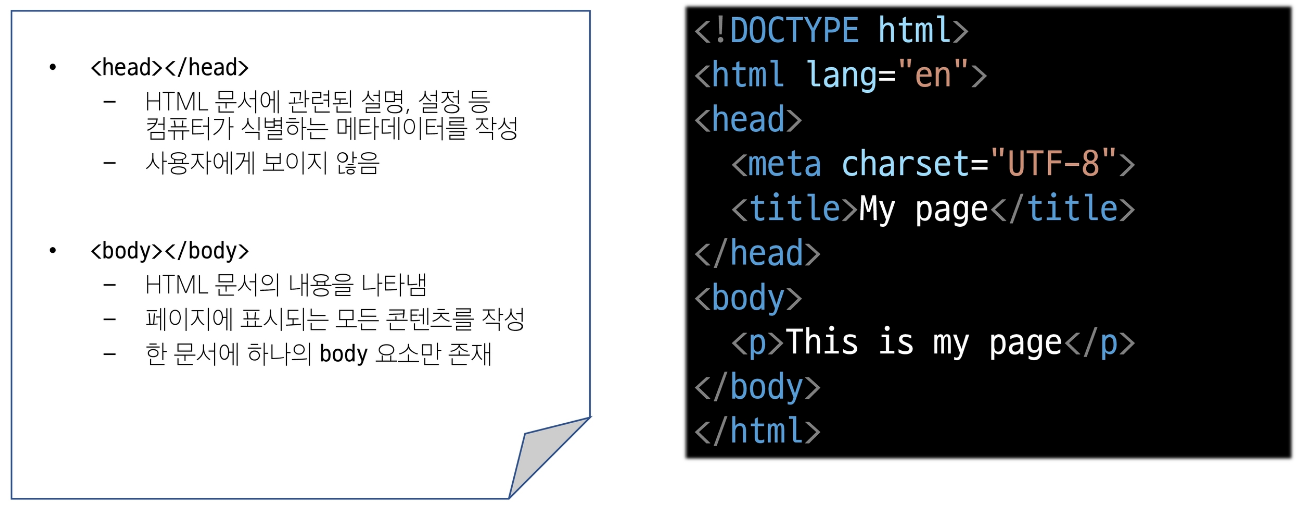 • <head></head>
– HTML 문서에 관련된 설명, 설정 등
컴퓨터가 식별하는 메타데이터를 작성
– 사용자에게 보이지 않음
• <body></body>
– HTML 문서의 내용을 나타냄
– 페이지에 표시되는 모든 콘텐츠를 작성
– 한 문서에 하나의 body 요소만 존재
<!DOCTYPE html>
<html lang="en">
<head>
  <meta charset="UTF-8">
  <title>My page</title>
</head>
<body>
  <p>This is my page</p>
</body>
</html>